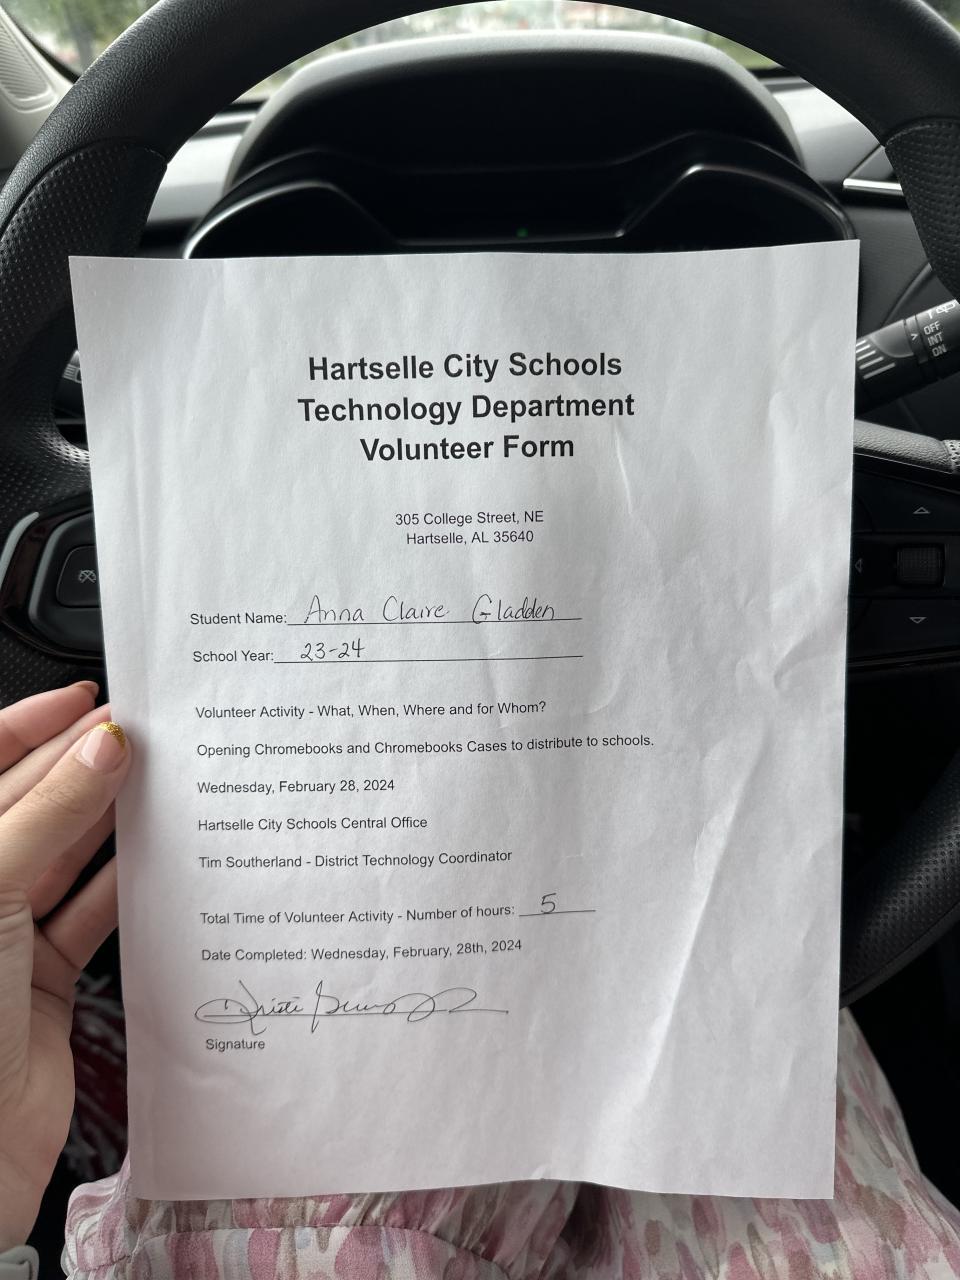 OFF
INT
ON
Hartselle City Schools
Technology Department
Volunteer Form
305 College Street, NE
Hartselle, AL 35640
Student Name: Anna Claire Gladden
School Year: 23-24
Volunteer Activity - What, When, Where and for Whom?
Opening Chromebooks and Chromebooks Cases to distribute to schools.
Wednesday, February 28, 2024
Hartselle City Schools Central Office
Tim Southerland - District Technology Coordinator
Total Time of Volunteer Activity - Number of hours: 5
Date Completed: Wednesday, February, 28th, 2024
Signature